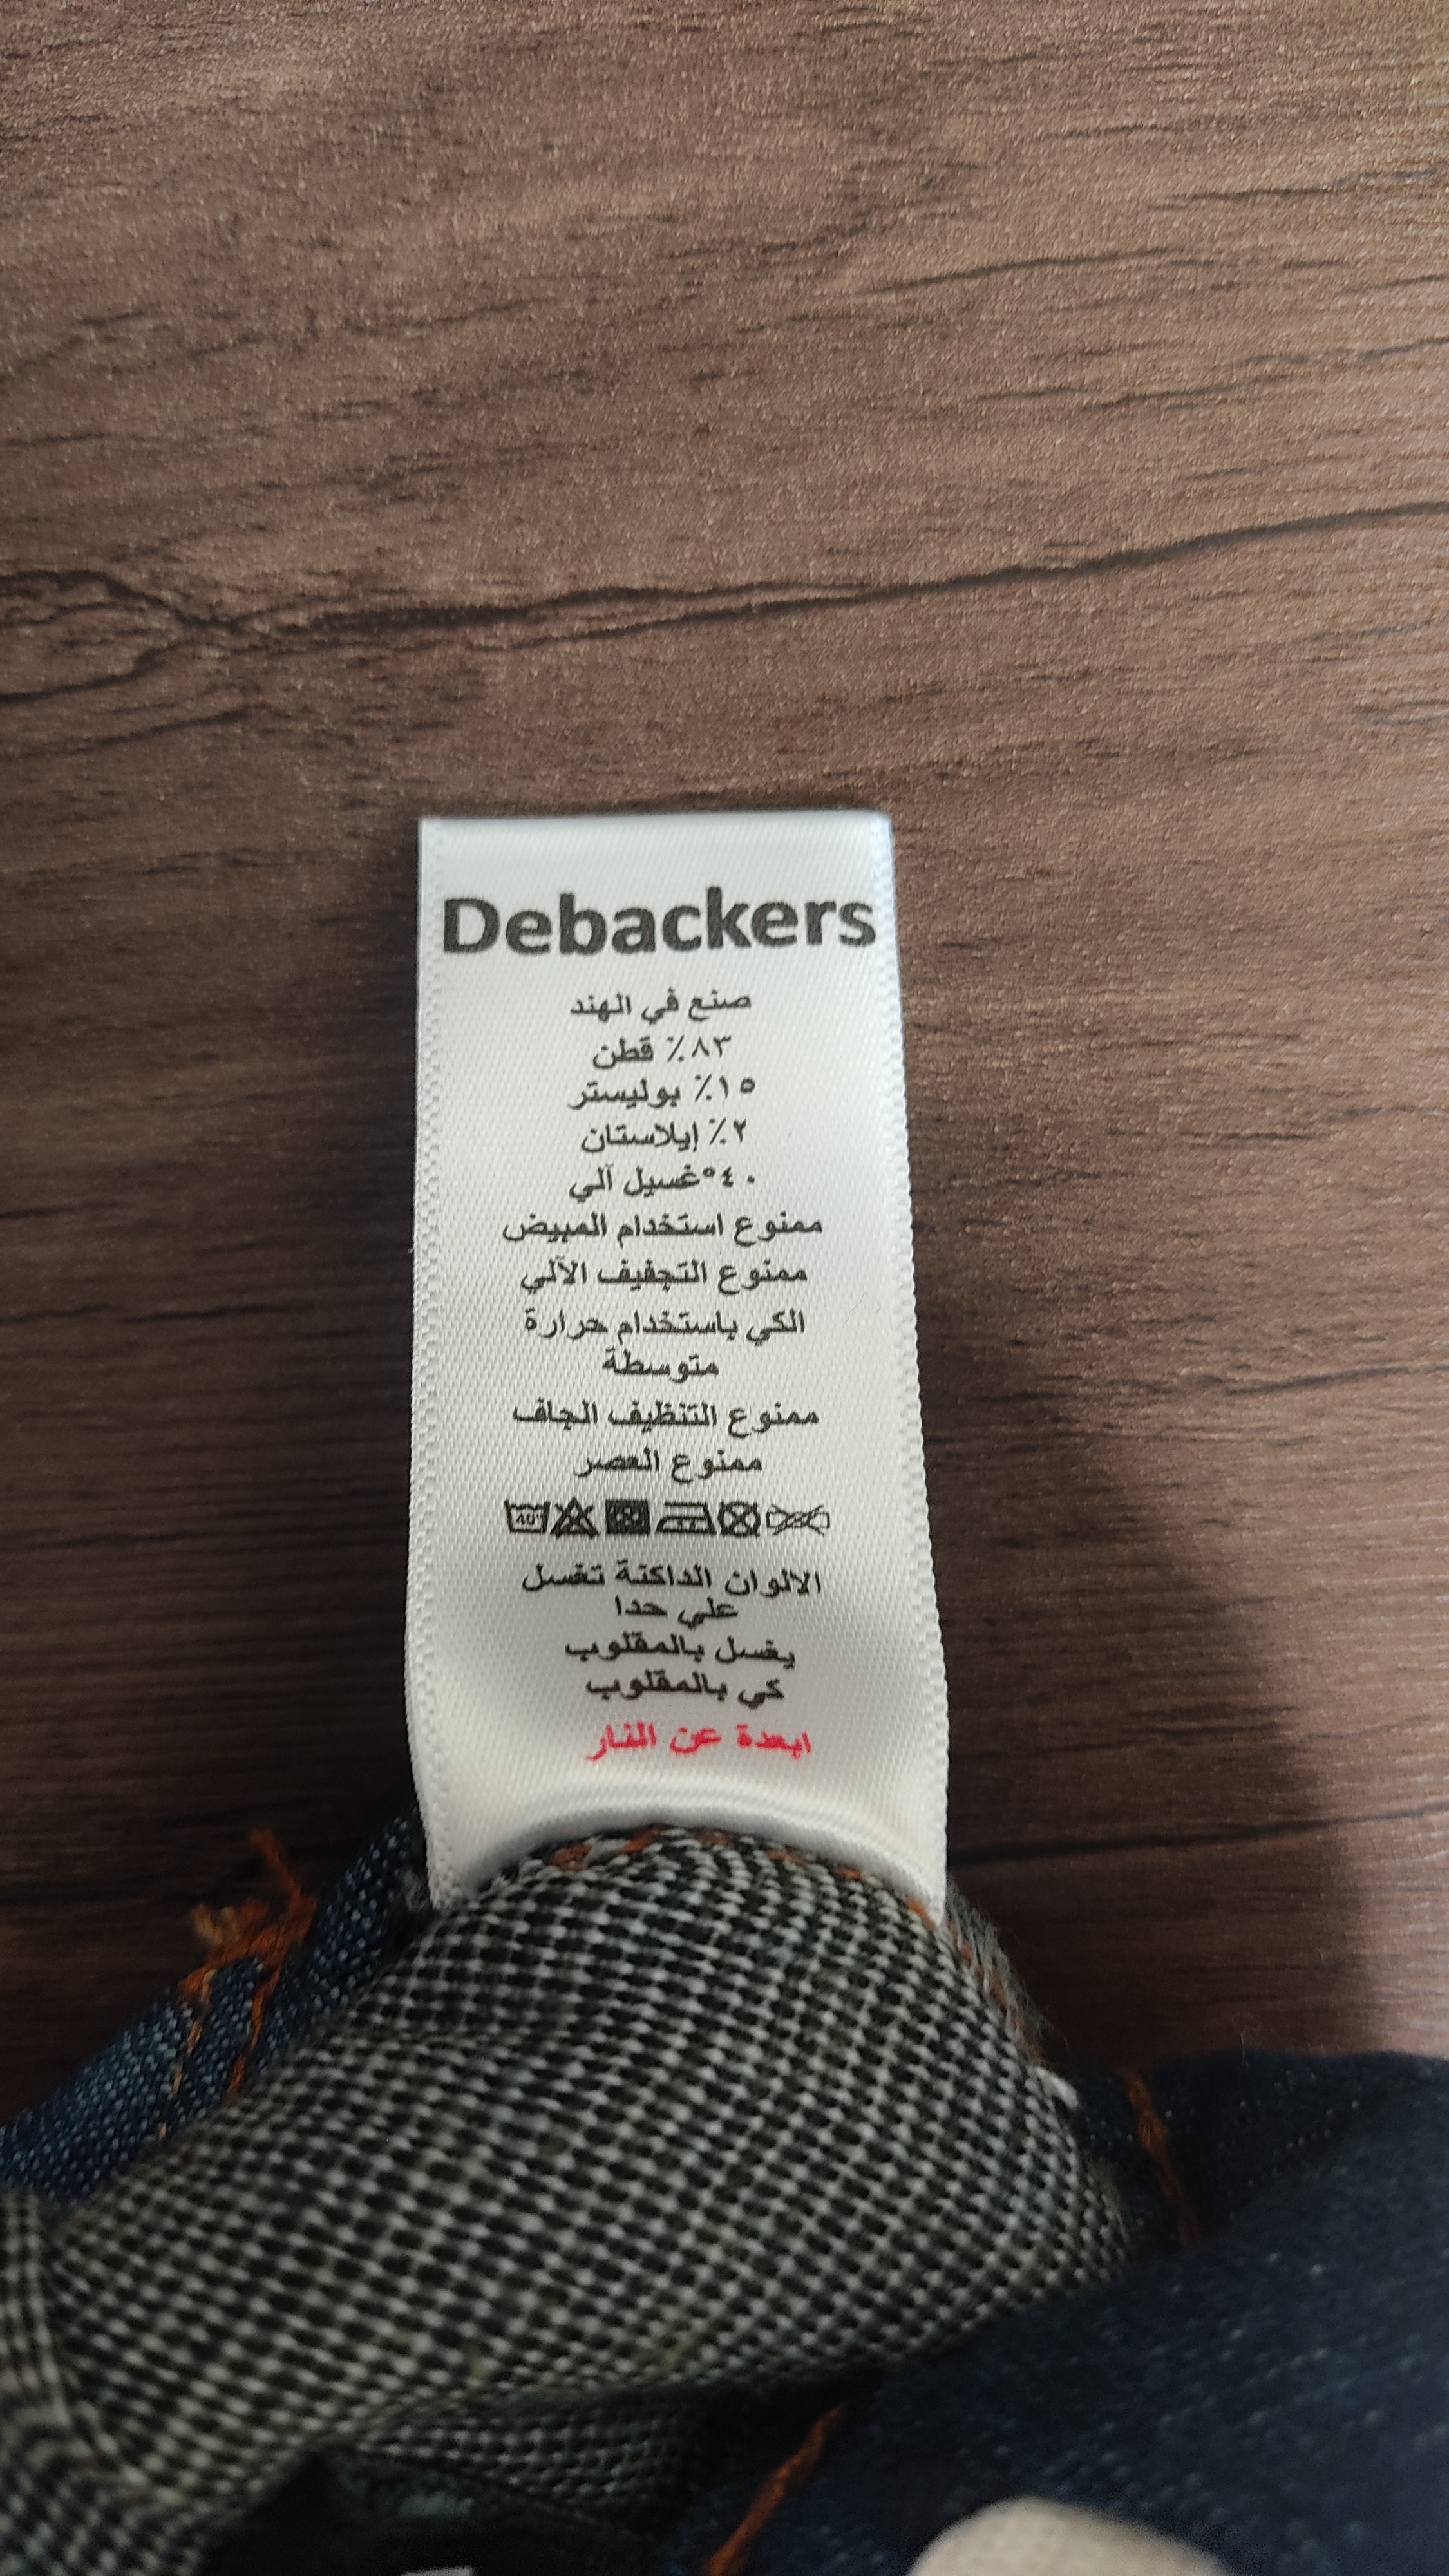 Debackers
صنع في الهند
٨٣٪ قطن
١٥٪ بوليستر
٢٪ إيلاستان
٤٠°غسيل آلي
ممنوع استخدام المبيض
ممنوع التجفيف الآلي
الكي باستخدام حرارة
متوسطة
ممنوع التنظيف الجاف
ممنوع العصر
40°
الالوان الداكنة تغسل
علي حدا
يغسل بالمقلوب
كي بالمقلوب
ابعدة عن النار